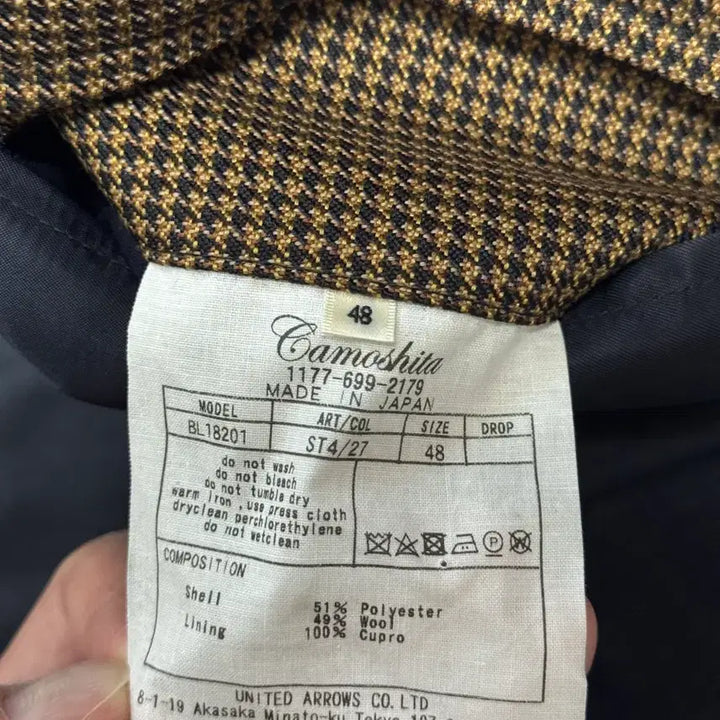 48
Camoshita
1177-699-2179
MADE IN JAPAN
MODEL ART/COL SIZE DROP
BL18201 ST4/27 48
do not wash
do not bleach
do not tumble dry
warm iron ,use press cloth
dryclean perchlorethylene
do not wetclean
COMPOSITION
Shell 51% Polyester
49% Wool
Lining 100% Cupro
UNITED ARROWS CO.LTD
8-1-19 Akasaka Minato-ku Tokyo 107